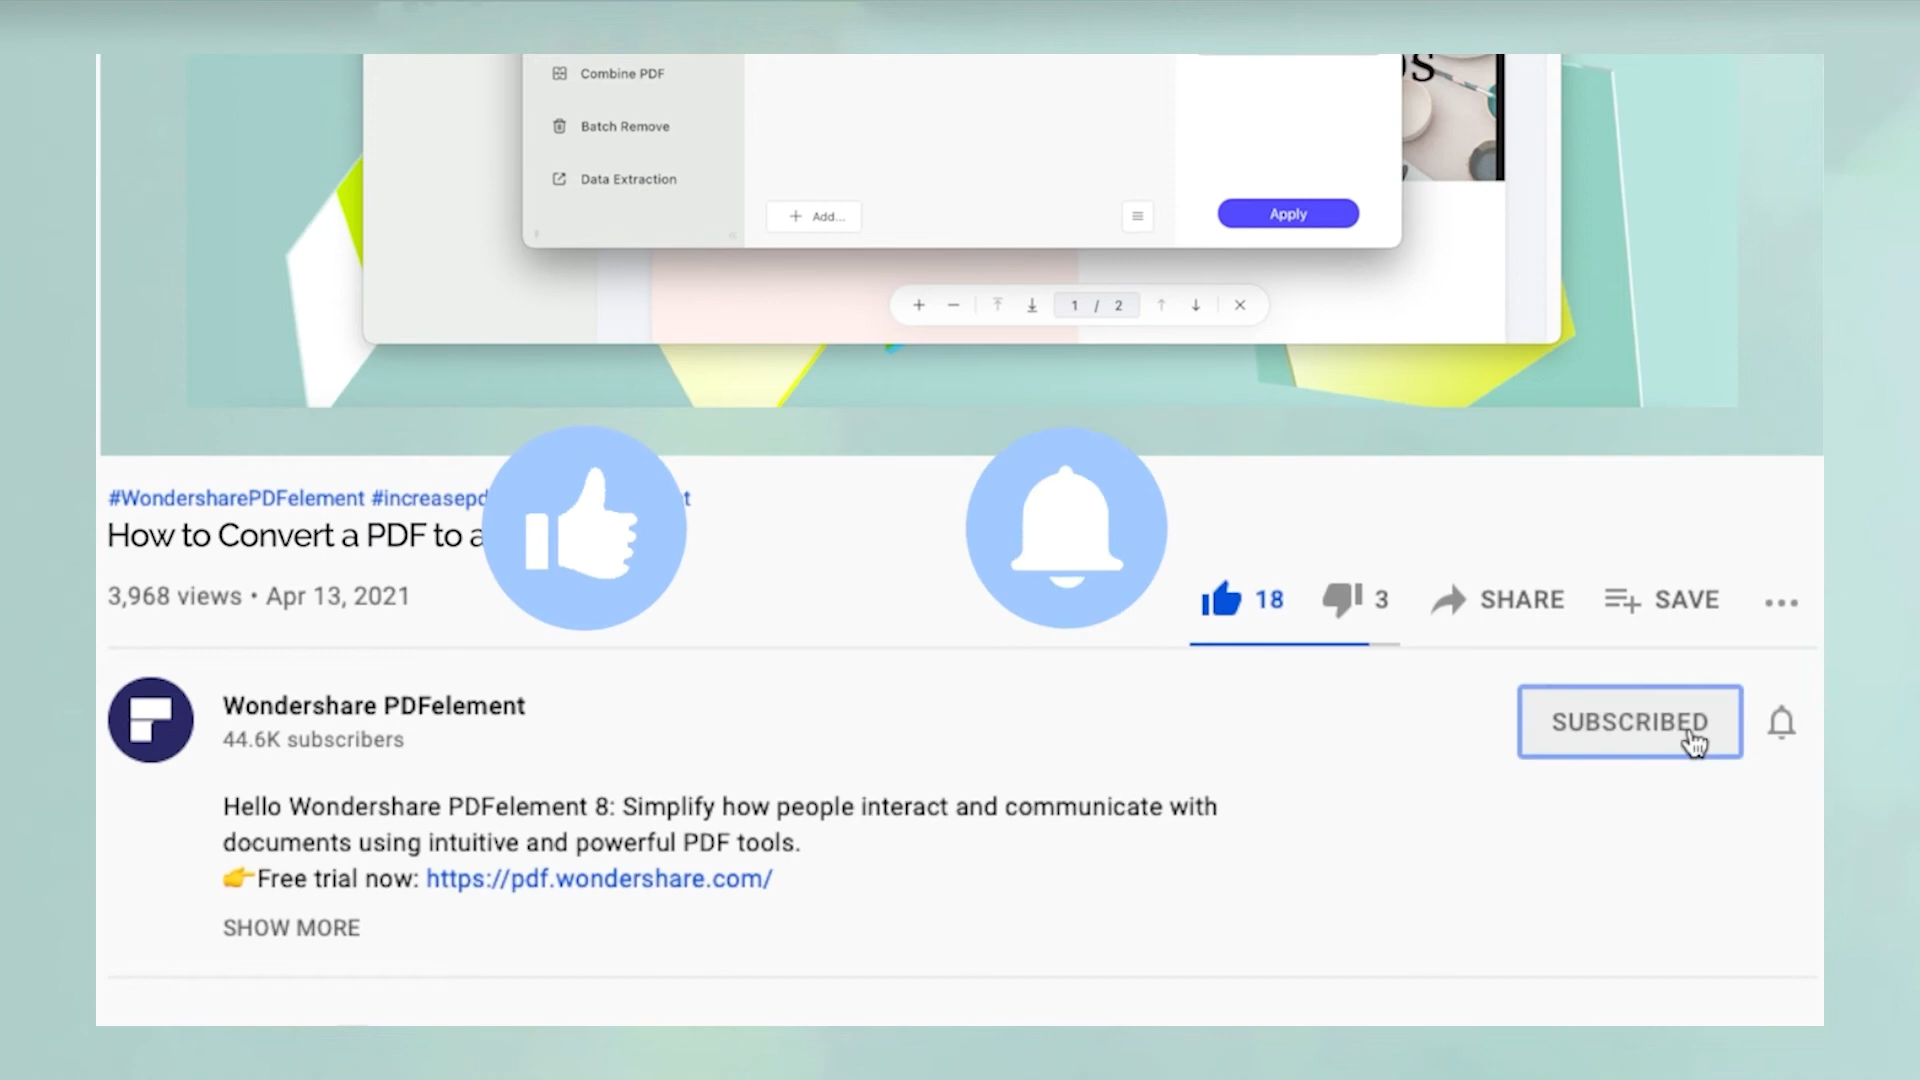 Combine PDF
Batch Remove
Data Extraction
Add...
Apply
1 / 2
#WondersharePDFelement
How to Convert a PDF to a
3,968 views • Apr 13, 2021
18
3
SHARE
SAVE
Wondershare PDFelement
44.6K subscribers
SUBSCRIBED
Hello Wondershare PDFelement 8: Simplify how people interact and communicate with
documents using intuitive and powerful PDF tools.
👉Free trial now: https://pdf.wondershare.com/
SHOW MORE